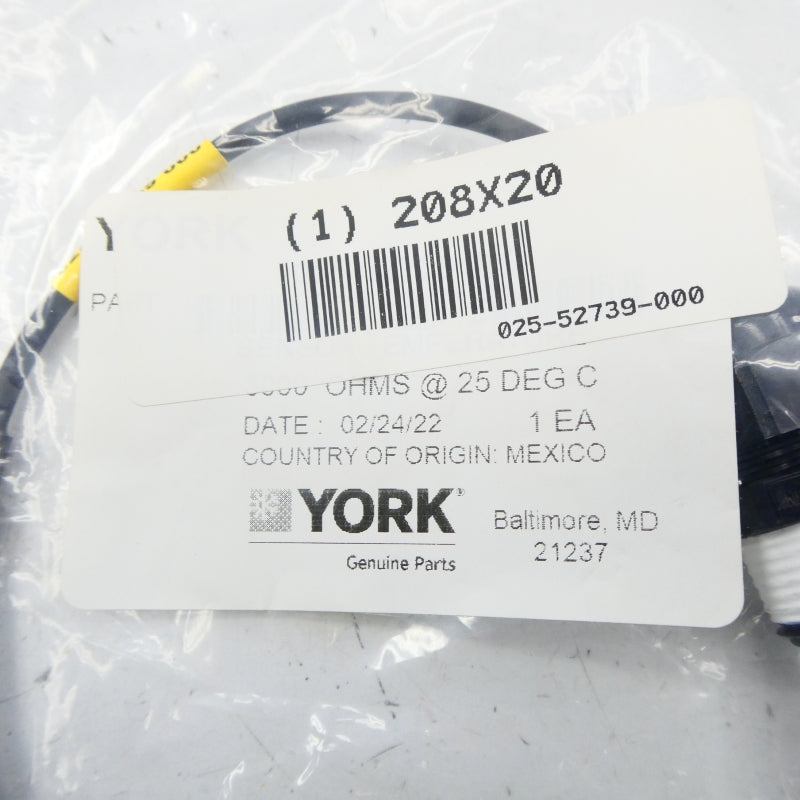 (1) 208X20
025-52739-000
OHMS @ 25 DEG C
DATE : 02/24/22 1 EA
COUNTRY OF ORIGIN: MEXICO
YORK® Baltimore, MD
Genuine Parts 21237